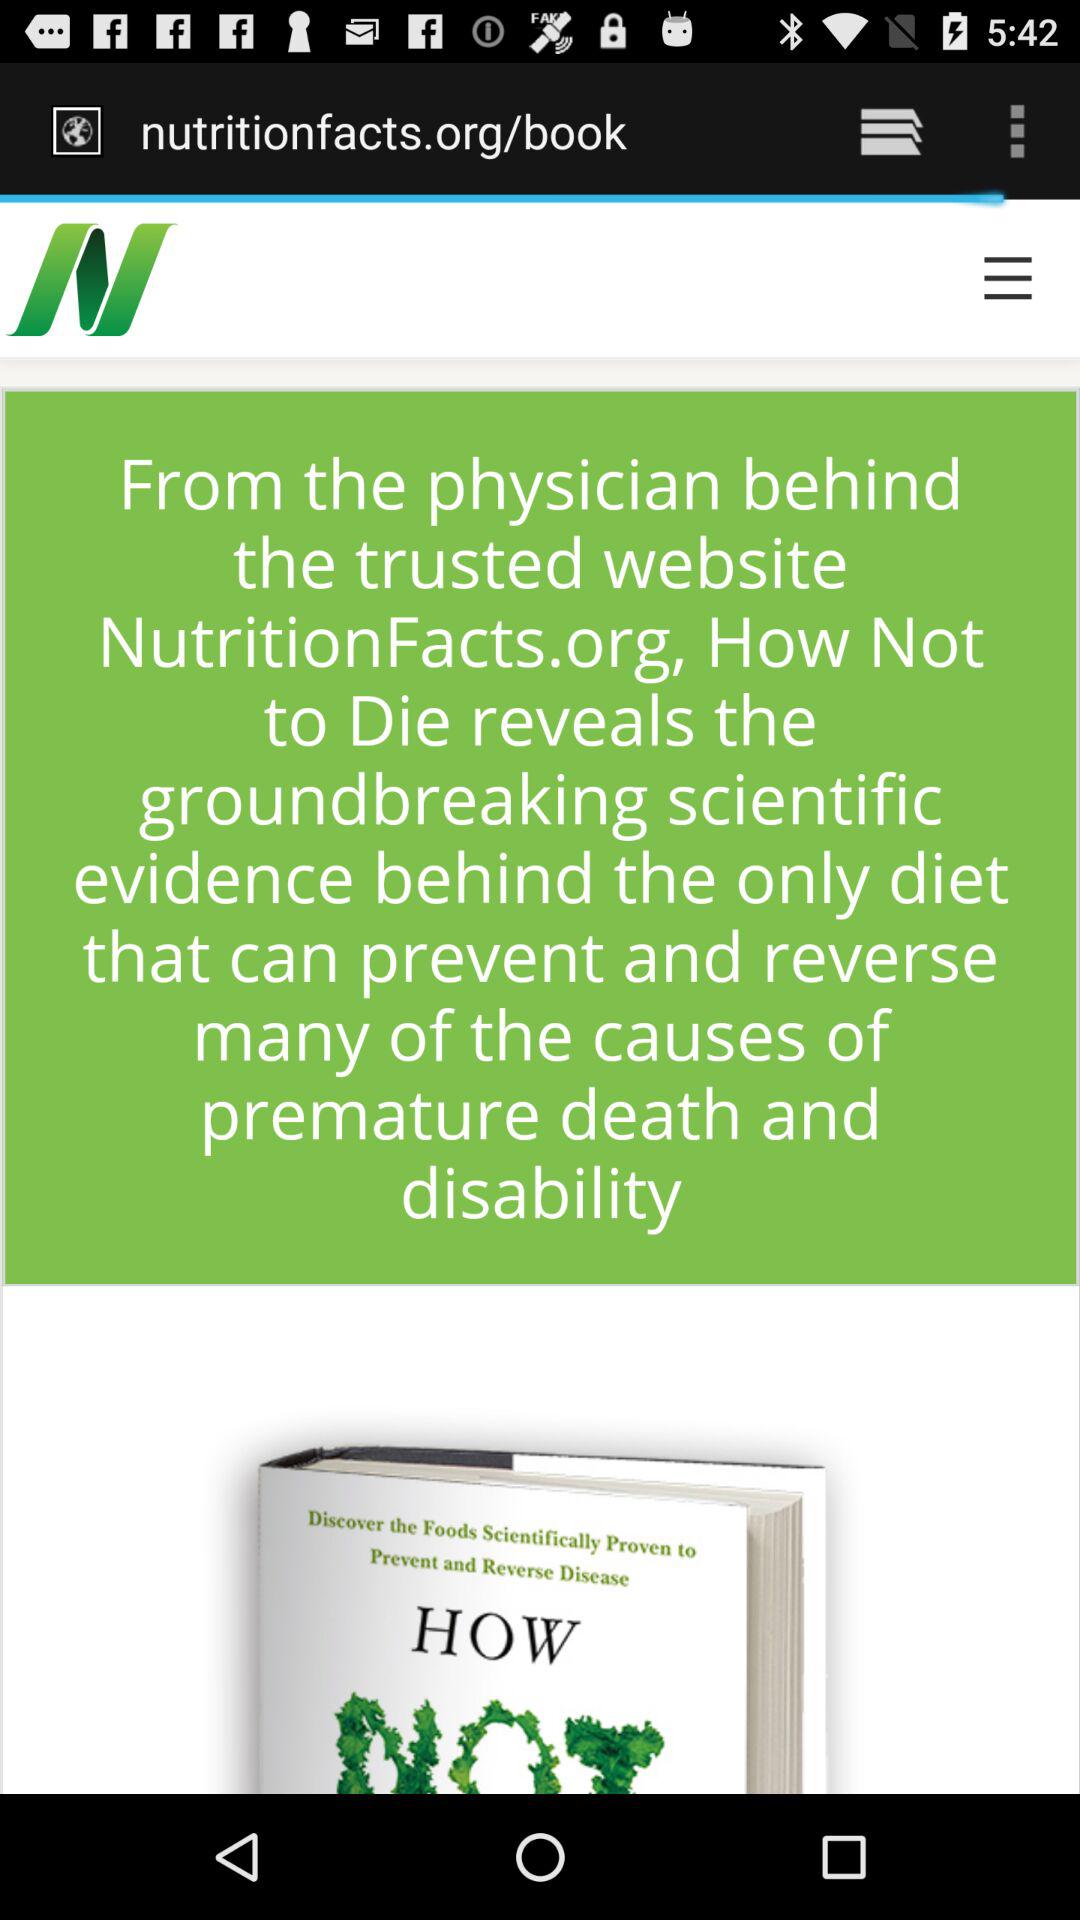 FAKE
5:42
nutritionfacts.org/book
N
From the physician behind
the trusted website
NutritionFacts.org, How Not
to Die reveals the
groundbreaking scientific
evidence behind the only diet
that can prevent and reverse
many of the causes of
premature death and
disability
Discover the Foods Scientifically Proven to
Prevent and Reverse Disease
HOW
NOT